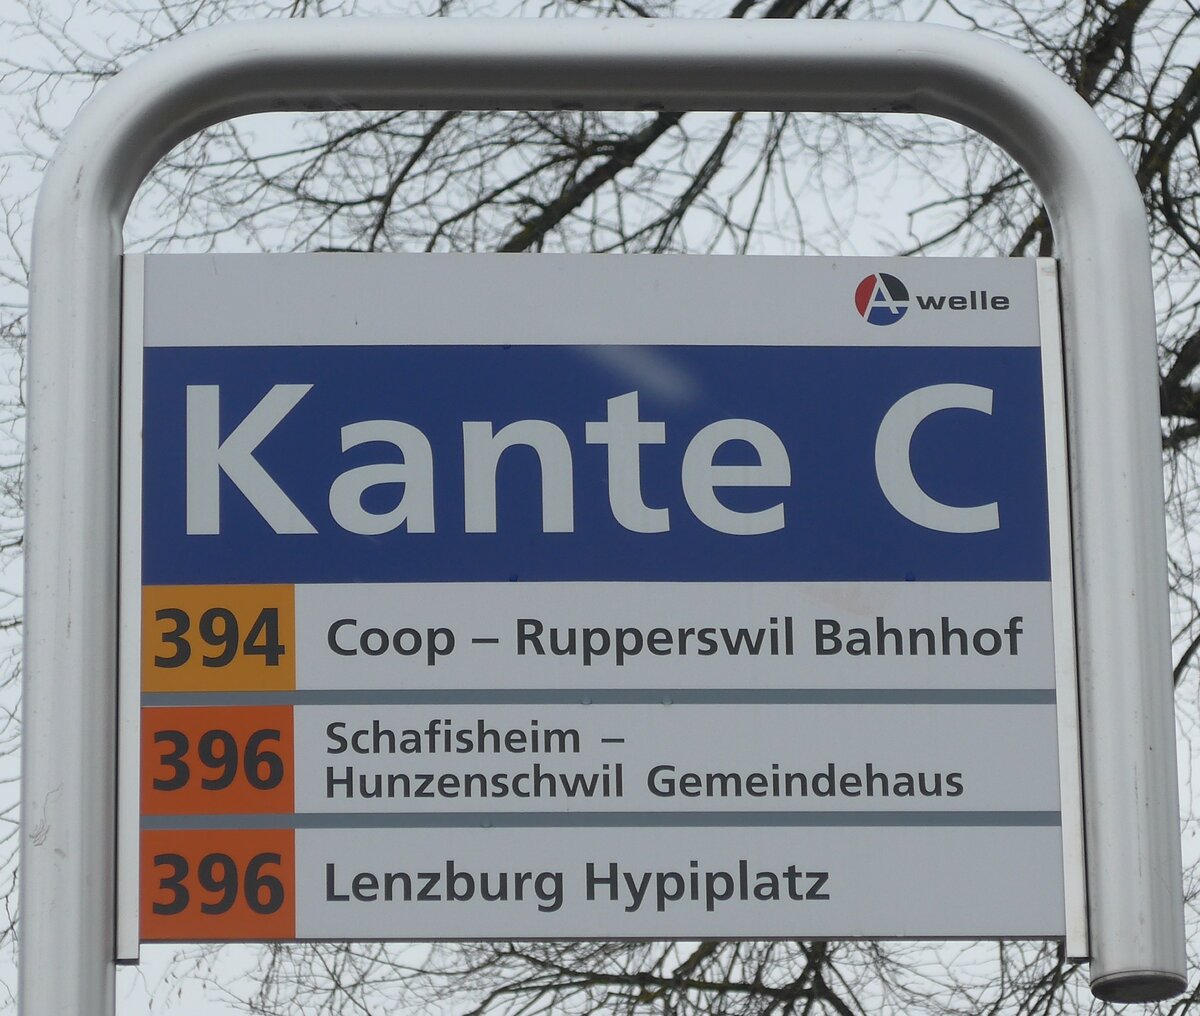 A welle
Kante C
394 Coop – Rupperswil Bahnhof
396 Schafisheim –
Hunzenschwil Gemeindehaus
396 Lenzburg Hypiplatz